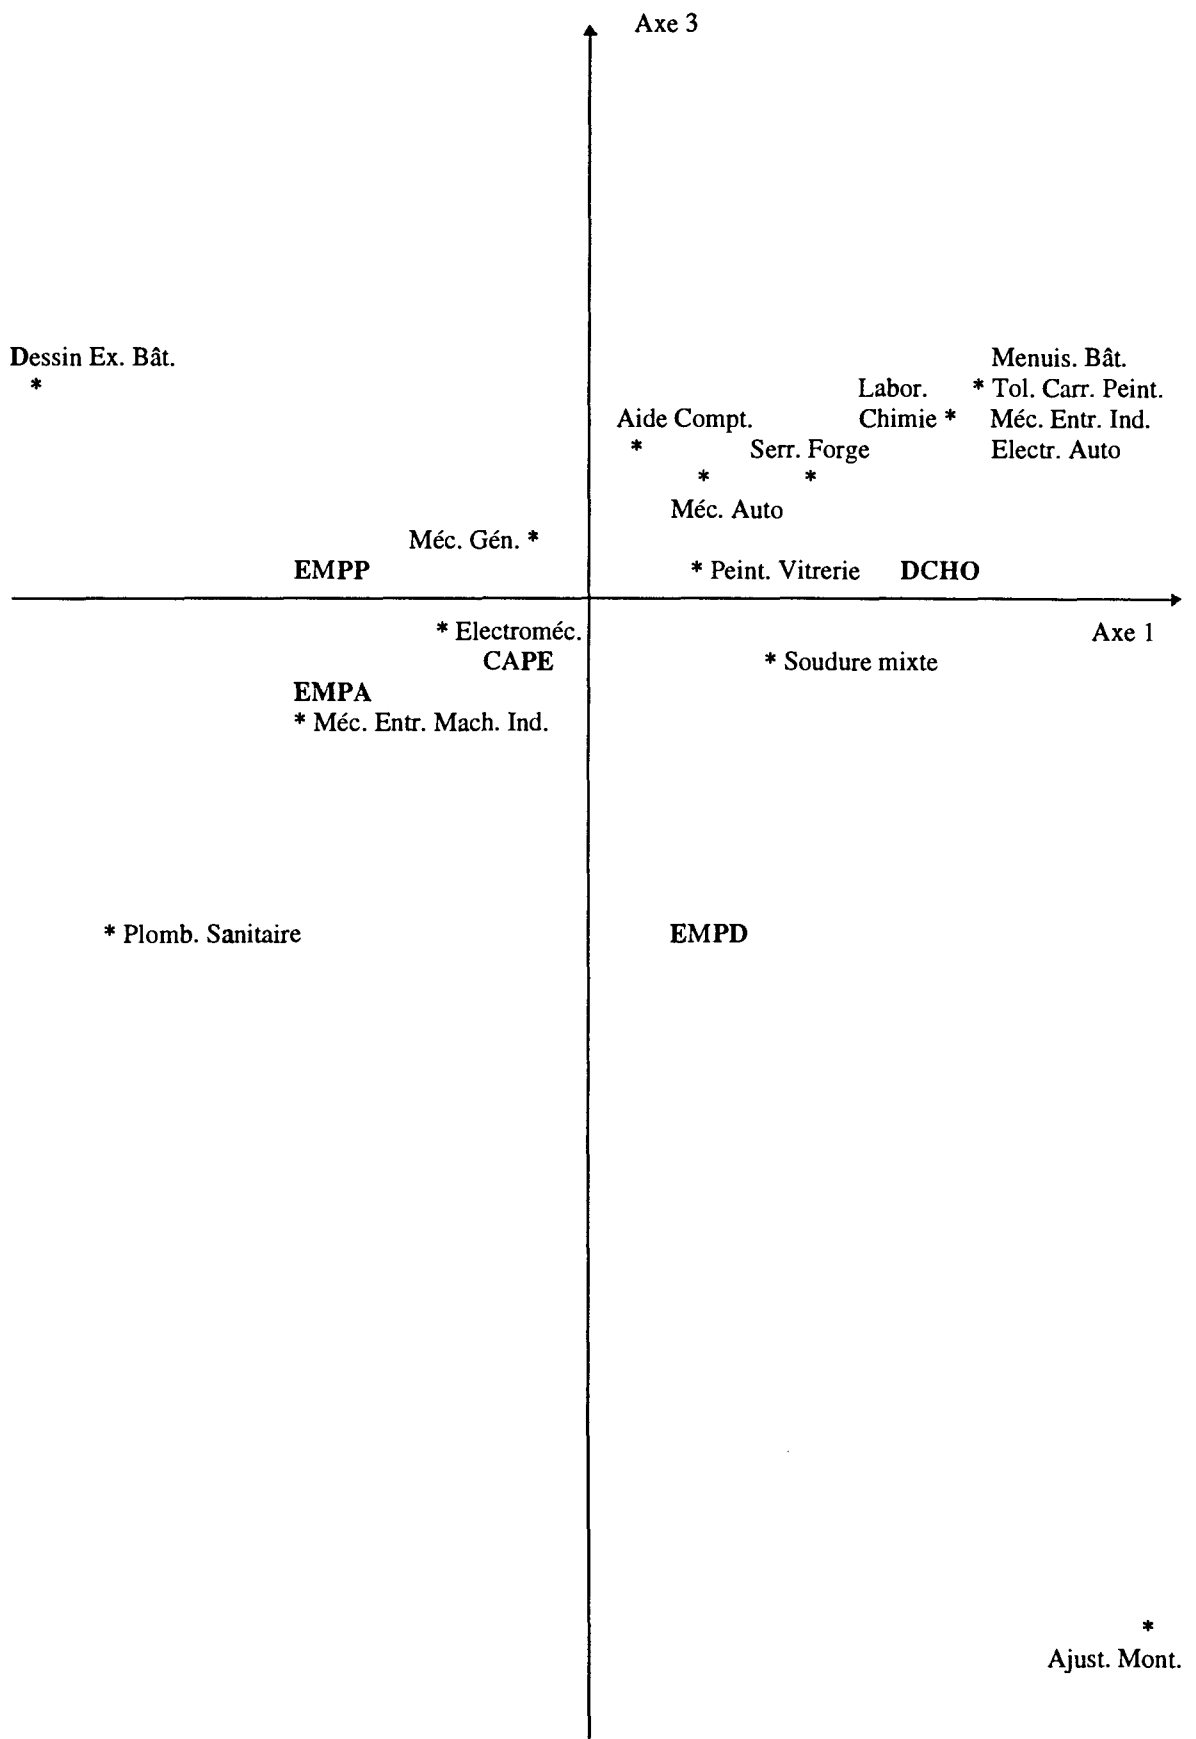 Axe 3
Dessin Ex. Bât.
*
Menuis. Bât.
Labor. * Tol. Carr. Peint.
Aide Compt. Chimie * Méc. Entr. Ind.
* Serr. Forge Electr. Auto
* *
Méc. Auto
Méc. Gén. *
EMPP * Peint. Vitrerie DCHO
* Electroméc. Axe 1
CAPE * Soudure mixte
EMPA
* Méc. Entr. Mach. Ind.
* Plomb. Sanitaire EMPD
*
Ajust. Mont.